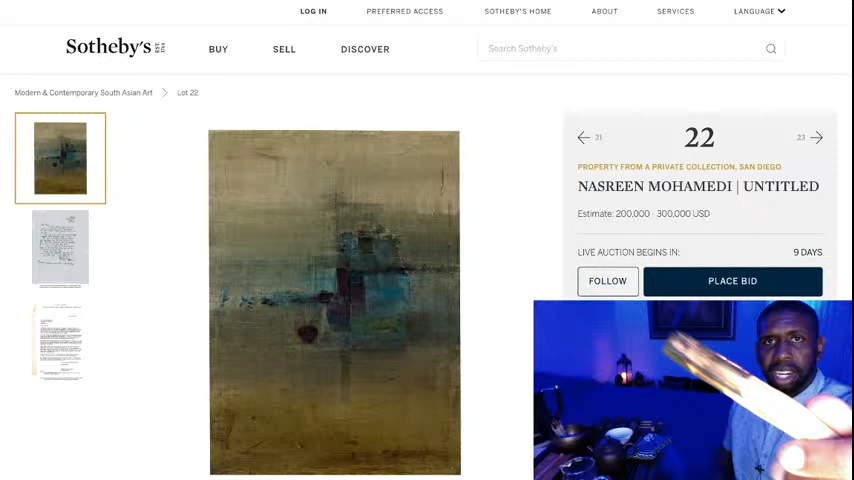 LOG IN PREFERRED ACCESS SOTHEBY'S HOME ABOUT SERVICES LANGUAGE
Sotheby's EST. 1744 BUY SELL DISCOVER Search Sotheby's
Modern & Contemporary South Asian Art Lot 22
21 22 23
PROPERTY FROM A PRIVATE COLLECTION, SAN DIEGO
NASREEN MOHAMEDI | UNTITLED
Estimate: 200,000 - 300,000 USD
LIVE AUCTION BEGINS IN: 9 DAYS
FOLLOW PLACE BID